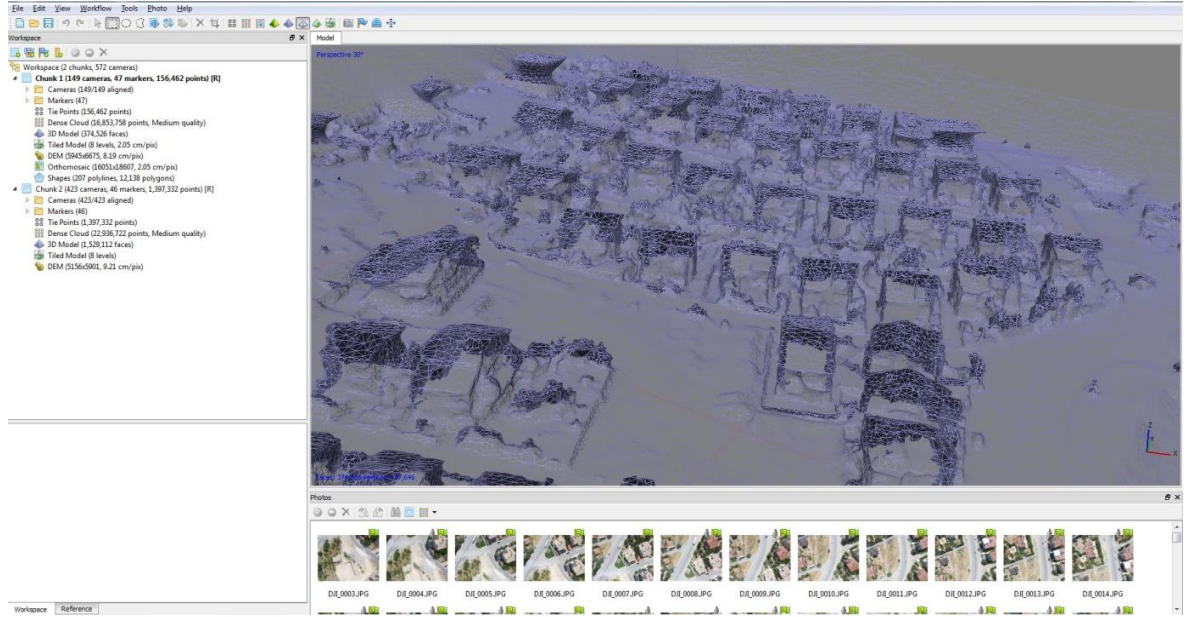 File Edit View Workflow Tools Photo Help
Workspace
Model
Perspective 30°
Workspace (2 chunks, 572 cameras)
Chunk 1 (149 cameras, 47 markers, 156,462 points) [R]
Cameras (149/149 aligned)
Markers (47)
Tie Points (156,462 points)
Dense Cloud (16,853,758 points, Medium quality)
3D Model (374,526 faces)
Tiled Model (8 levels, 2.05 cm/pix)
DEM (5945x6675, 8.19 cm/pix)
Orthomosaic (16051x18607, 2.05 cm/pix)
Shapes (207 polylines, 12,138 polygons)
Chunk 2 (423 cameras, 46 markers, 1,397,332 points) [R]
Cameras (423/423 aligned)
Markers (46)
Tie Points (1,397,332 points)
Dense Cloud (22,936,722 points, Medium quality)
3D Model (1,529,112 faces)
Tiled Model (8 levels)
DEM (5156x5901, 9.21 cm/pix)
Z
Y
X
Photos
DJI_0003.JPG DJI_0004.JPG DJI_0005.JPG DJI_0006.JPG DJI_0007.JPG DJI_0008.JPG DJI_0009.JPG DJI_0010.JPG DJI_0011.JPG DJI_0012.JPG DJI_0013.JPG DJI_0014.JPG
Workspace Reference